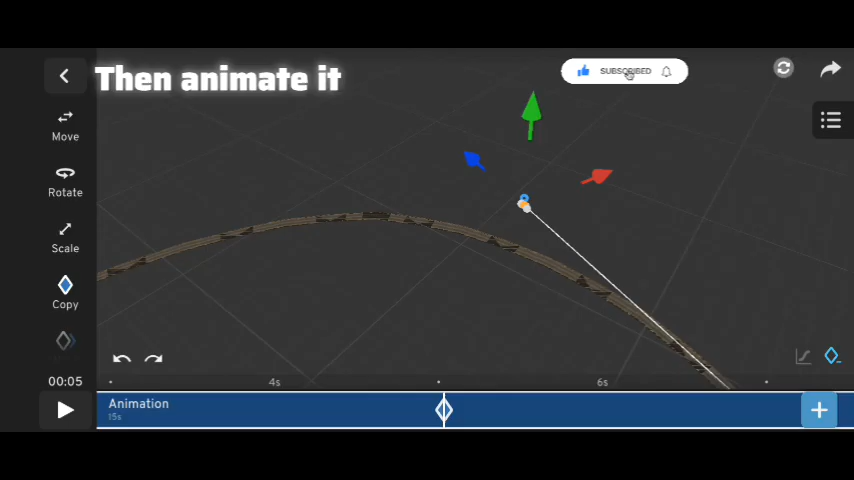 Then animate it
SUBSCRIBED
Move
Rotate
Scale
Copy
00:05
4s
6s
Animation
15s